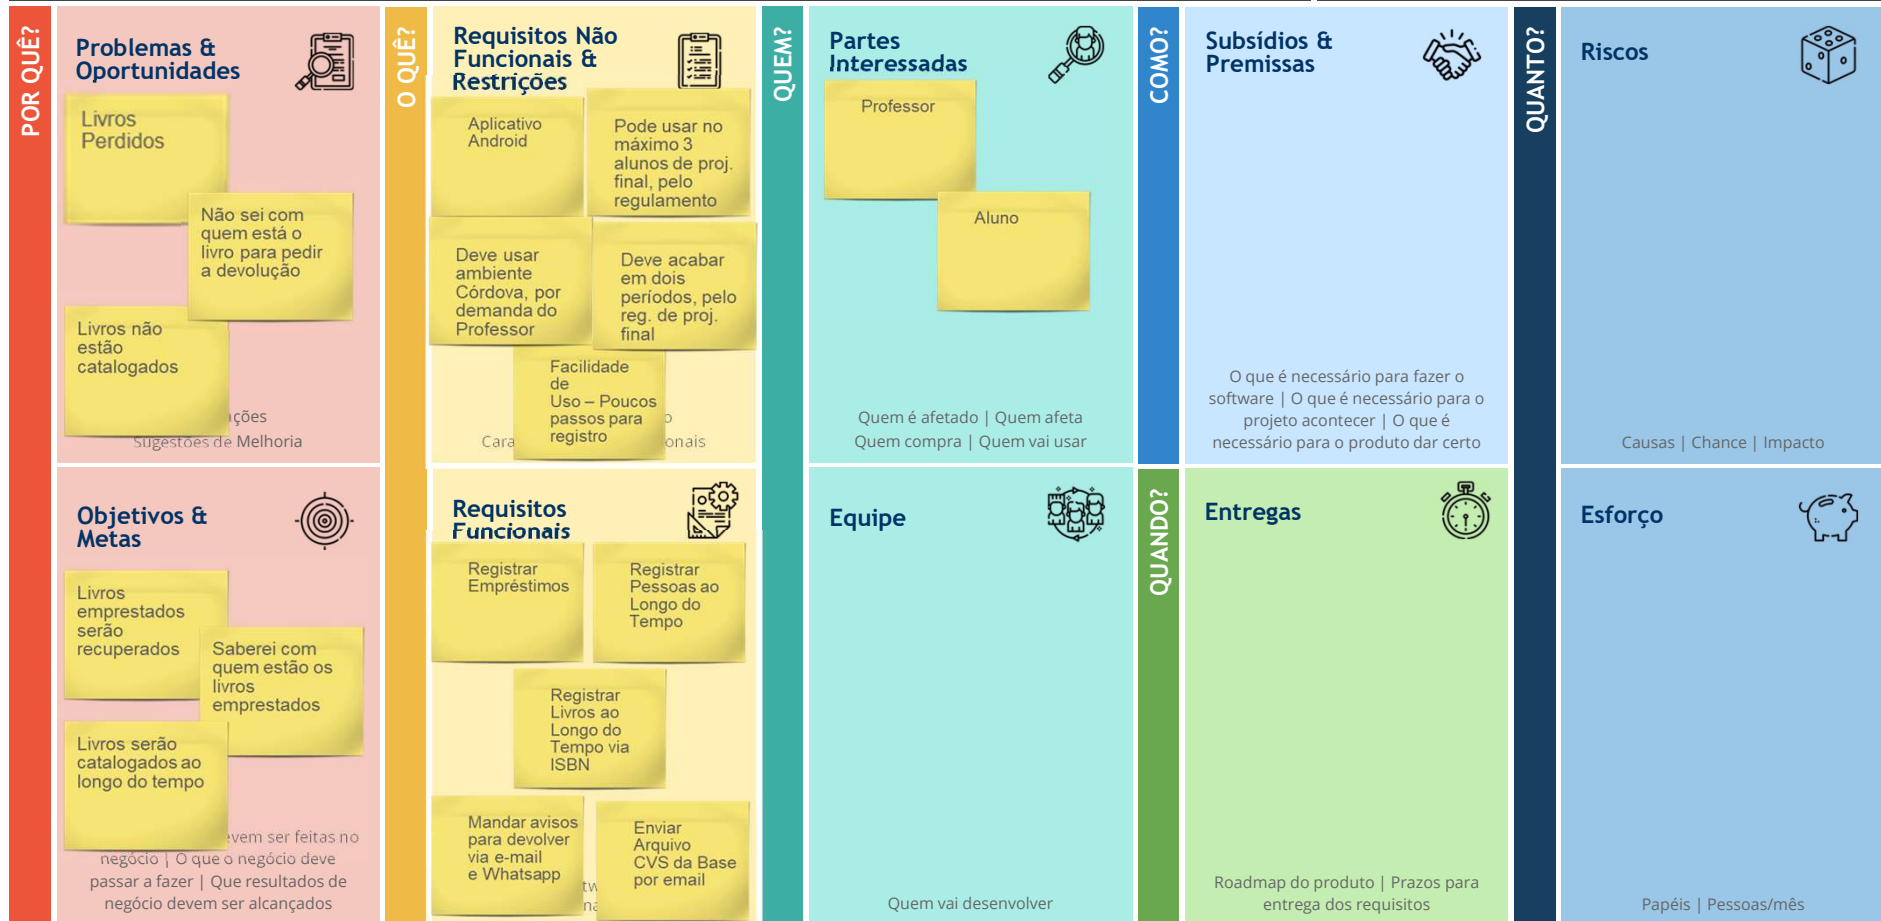 POR QUÊ?
Problemas &
Oportunidades
Livros
Perdidos
Não sei com
quem está o
livro para pedir
a devolução
Livros não
estão
catalogados
Sugestões de Melhoria
Objetivos &
Metas
Livros
emprestados
serão
recuperados
Saberei com
quem estão os
livros
emprestados
Livros serão
catalogados ao
longo do tempo
ser feitas no
negócio | O que o negócio deve
passar a fazer | Que resultados de
negócio devem ser alcançados
O QUÊ?
Requisitos Não
Funcionais &
Restrições
Aplicativo
Android
Pode usar no
máximo 3
alunos de proj.
final, pelo
regulamento
Deve usar
ambiente
Córdova, por
demanda do
Professor
Deve acabar
em dois
períodos, pelo
reg. de proj.
final
Facilidade
de
Uso – Poucos
passos para
registro
Requisitos
Funcionais
Registrar
Empréstimos
Registrar
Pessoas ao
Longo do
Tempo
Registrar
Livros ao
Longo do
Tempo via
ISBN
Mandar avisos
para devolver
via e-mail
e Whatsapp
Enviar
Arquivo
CVS da Base
por email
QUEM?
Partes
Interessadas
Professor
Aluno
Quem é afetado | Quem afeta
Quem compra | Quem vai usar
Equipe
Quem vai desenvolver
COMO?
Subsídios &
Premissas
O que é necessário para fazer o
software | O que é necessário para o
projeto acontecer | O que é
necessário para o produto dar certo
QUANDO?
Entregas
Roadmap do produto | Prazos para
entrega dos requisitos
QUANTO?
Riscos
Causas | Chance | Impacto
Esforço
Papéis | Pessoas/mês